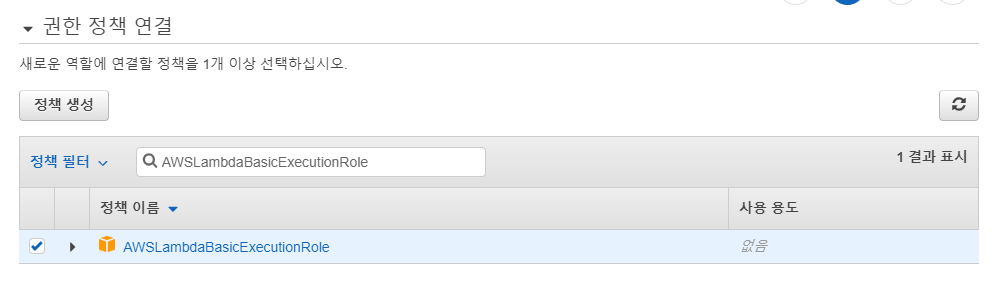 권한 정책 연결
새로운 역할에 연결할 정책을 1개 이상 선택하십시오.
정책 생성
정책 필터 AWSLambdaBasicExecutionRole 1 결과 표시
정책 이름 사용 용도
AWSLambdaBasicExecutionRole 없음